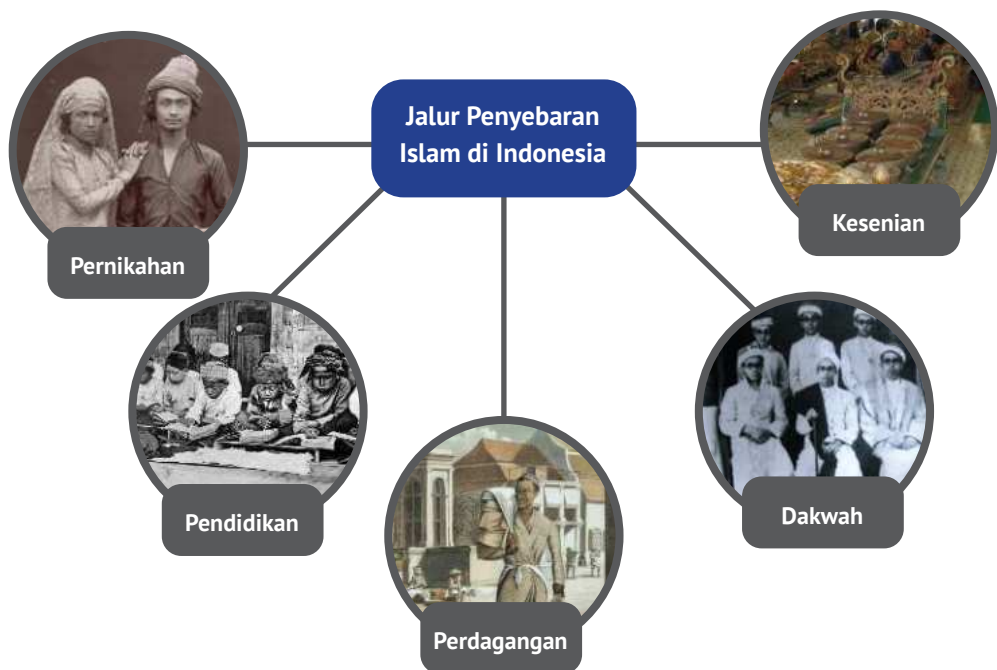 Jalur Penyebaran
Islam di Indonesia
Pernikahan
Kesenian
Pendidikan
Dakwah
Perdagangan